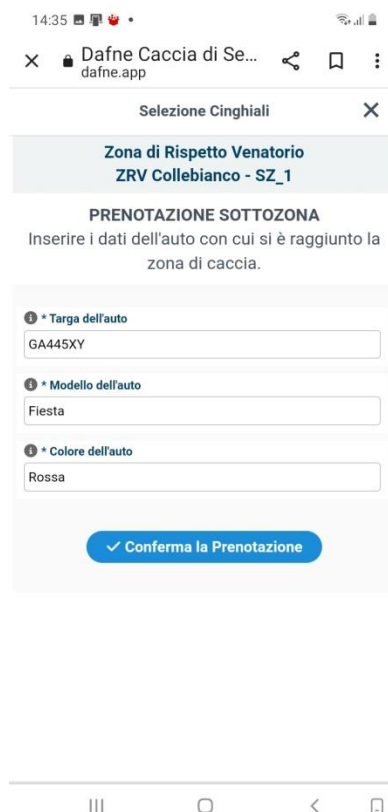 14:35
Dafne Caccia di Se...
dafne.app
Selezione Cinghiali
Zona di Rispetto Venatorio
ZRV Collebianco - SZ_1
PRENOTAZIONE SOTTOZONA
Inserire i dati dell'auto con cui si è raggiunto la
zona di caccia.
* Targa dell'auto
GA445XY
* Modello dell'auto
Fiesta
* Colore dell'auto
Rossa
✓ Conferma la Prenotazione